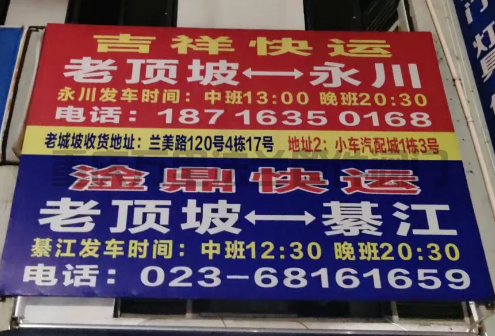 吉祥快运
老顶坡←→永川
永川发车时间：中班13:00 晚班20:30
电话：18716350168
老城坡收货地址：兰美路120号4栋17号 地址2：小车汽配城1栋3号
淦鼎快运
老顶坡←→綦江
綦江发车时间：中班12:30 晚班20:30
电话：023-68161659